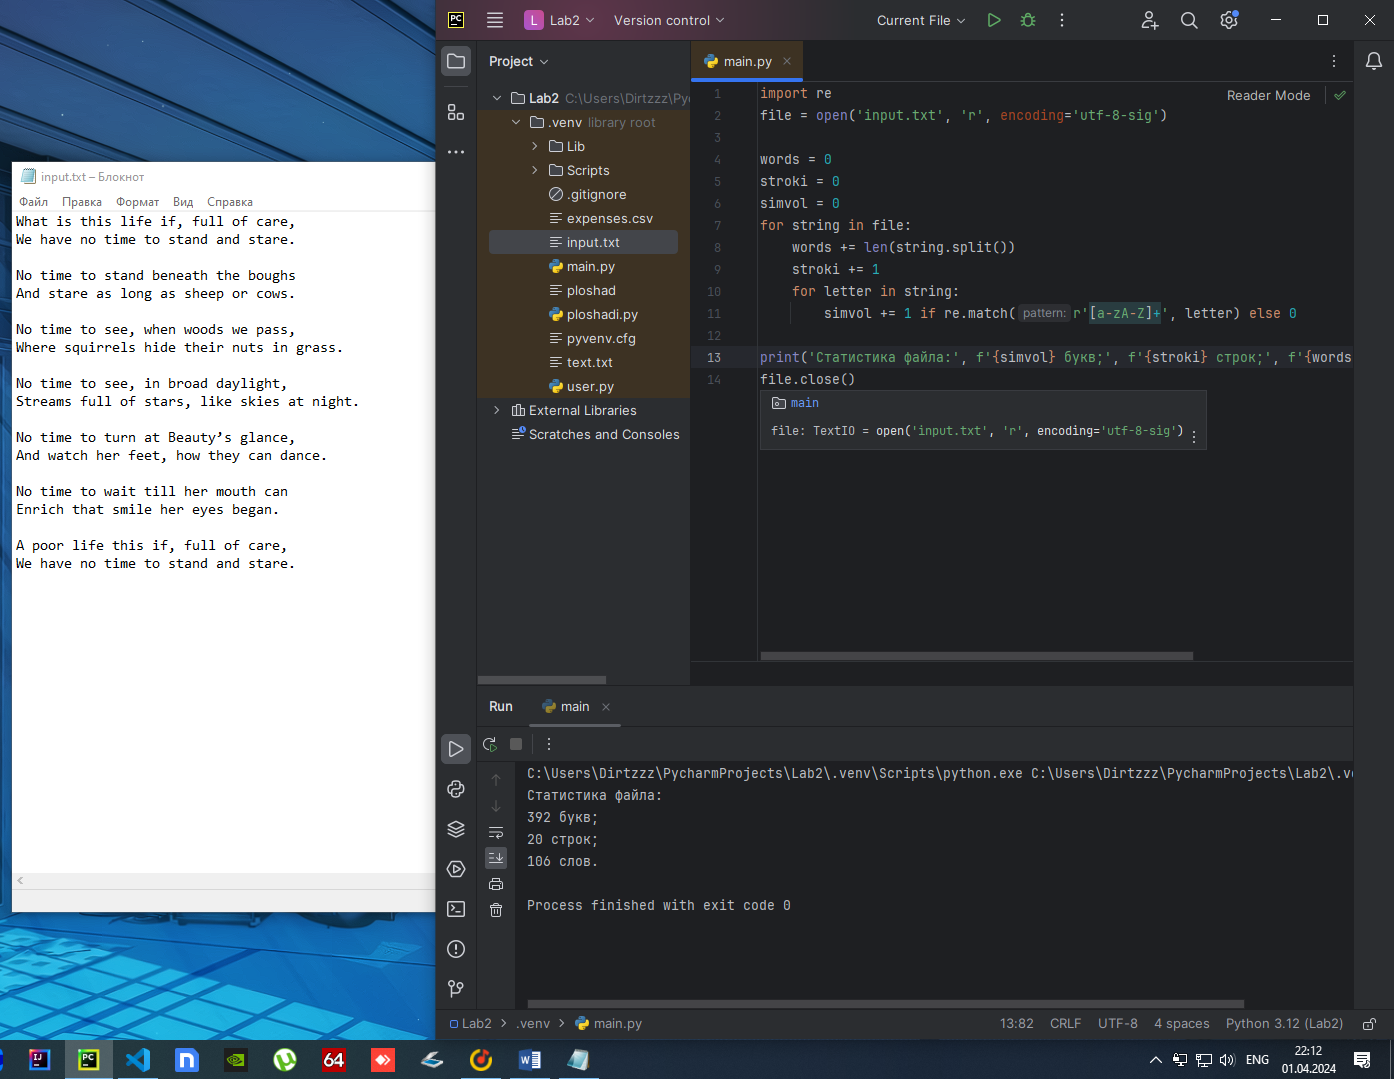 input.txt – Блокнот
Файл Правка Формат Вид Справка
What is this life if, full of care,
We have no time to stand and stare.
No time to stand beneath the boughs
And stare as long as sheep or cows.
No time to see, when woods we pass,
Where squirrels hide their nuts in grass.
No time to see, in broad daylight,
Streams full of stars, like skies at night.
No time to turn at Beauty’s glance,
And watch her feet, how they can dance.
No time to wait till her mouth can
Enrich that smile her eyes began.
A poor life this if, full of care,
We have no time to stand and stare.
PC L Lab2 Version control Current File
Project
Lab2 C:\Users\Dirtzzz\Py
.venv library root
Lib
Scripts
.gitignore
expenses.csv
input.txt
main.py
ploshad
ploshadi.py
pyvenv.cfg
text.txt
user.py
External Libraries
Scratches and Consoles
main.py
Reader Mode
1 import re
2 file = open('input.txt', 'r', encoding='utf-8-sig')
3
4 words = 0
5 stroki = 0
6 simvol = 0
7 for string in file:
8 words += len(string.split())
9 stroki += 1
10 for letter in string:
11 simvol += 1 if re.match( pattern: r'[a-zA-Z]+', letter) else 0
12
13 print('Статистика файла:', f'{simvol} букв;', f'{stroki} строк;', f'{words
14 file.close()
main
file: TextIO = open('input.txt', 'r', encoding='utf-8-sig')
Run main
C:\Users\Dirtzzz\PycharmProjects\Lab2\.venv\Scripts\python.exe C:\Users\Dirtzzz\PycharmProjects\Lab2\.ve
Статистика файла:
392 букв;
20 строк;
106 слов.
Process finished with exit code 0
Lab2 .venv main.py 13:82 CRLF UTF-8 4 spaces Python 3.12 (Lab2)
IJ PC 64 W ENG 22:12
01.04.2024